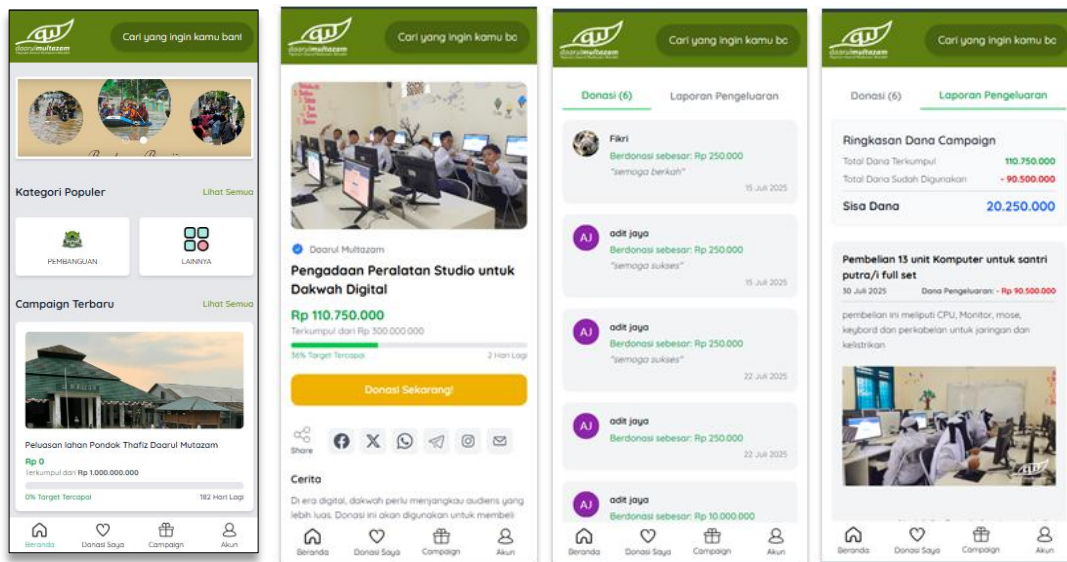 daarulmultazam
Cari yang ingin kamu bant
Kategori Populer
Lihat Semua
PEMBANGUAN
LAINNYA
Campaign Terbaru
Lihat Semua
Peluasan lahan Pondok Thafiz Daarul Mutazam
Rp 0
Terkumpul dari Rp 1.000.000.000
0% Target Tercapai
182 Hari Lagi
Beranda
Donasi Saya
Campaign
Akun
daarulmultazam
Cari yang ingin kamu bc
Daarul Multazam
Pengadaan Peralatan Studio untuk
Dakwah Digital
Rp 110.750.000
Terkumpul dari Rp 300.000.000
36% Target Tercapai
2 Hari Lagi
Donasi Sekarang!
Share
Cerita
Di era digital, dakwah perlu menjangkau audiens yang
lebih luas. Donasi ini akan digunakan untuk membeli
Beranda
Donasi Saya
Campaign
Akun
daarulmultazam
Cari yang ingin kamu bc
Donasi (6)
Laporan Pengeluaran
Fikri
Berdonasi sebesar: Rp 250.000
"semoga berkah"
15 Juli 2025
AJ
adit jaya
Berdonasi sebesar: Rp 250.000
"semoga sukses"
15 Juli 2025
AJ
adit jaya
Berdonasi sebesar: Rp 250.000
"semoga sukses"
22 Juli 2025
AJ
adit jaya
Berdonasi sebesar: Rp 250.000
22 Juli 2025
AJ
adit jaya
Berdonasi sebesar: Rp 10.000.000
Beranda
Donasi Saya
Campaign
Akun
daarulmultazam
Cari yang ingin kamu bc
Donasi (6)
Laporan Pengeluaran
Ringkasan Dana Campaign
Total Dana Terkumpul
110.750.000
Total Dana Sudah Digunakan
- 90.500.000
Sisa Dana
20.250.000
Pembelian 13 unit Komputer untuk santri
putra/i full set
30 Juli 2025
Dana Pengeluaran: - Rp 90.500.000
pembelian ini meliputi CPU, Monitor, mose,
keybord dan perkabelan untuk jaringan dan
kelistrikan
Beranda
Donasi Saya
Campaign
Akun